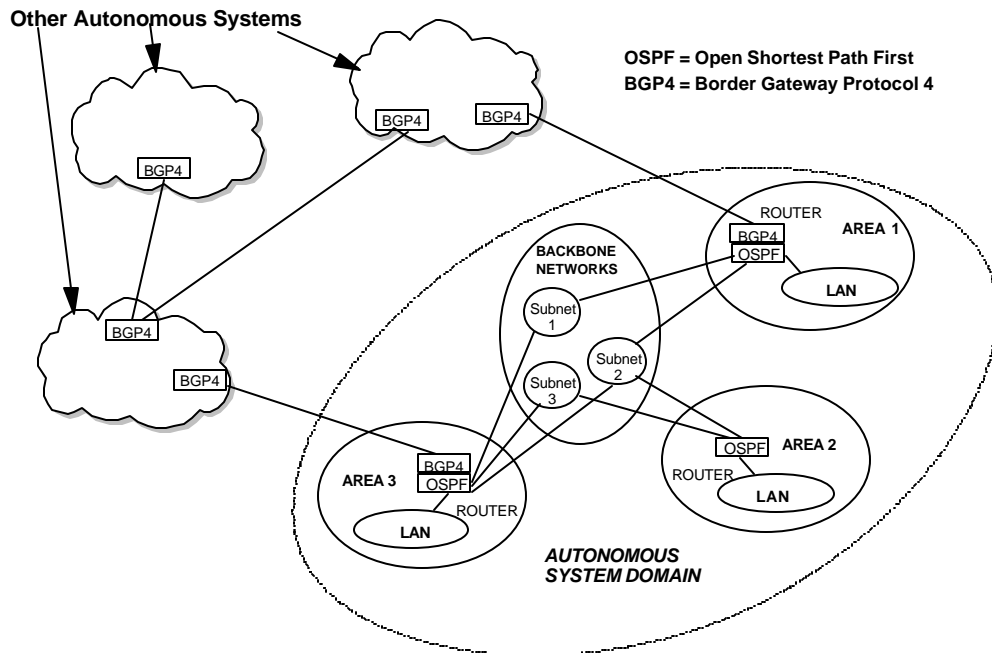 Other Autonomous Systems
OSPF = Open Shortest Path First
BGP4 = Border Gateway Protocol 4
BGP4
BGP4
BGP4
BGP4
BGP4
ROUTER
BGP4
OSPF
AREA 1
LAN
BACKBONE
NETWORKS
Subnet
1
Subnet
2
Subnet
3
OSPF
AREA 2
ROUTER
LAN
AREA 3
BGP4
OSPF
ROUTER
LAN
AUTONOMOUS
SYSTEM DOMAIN